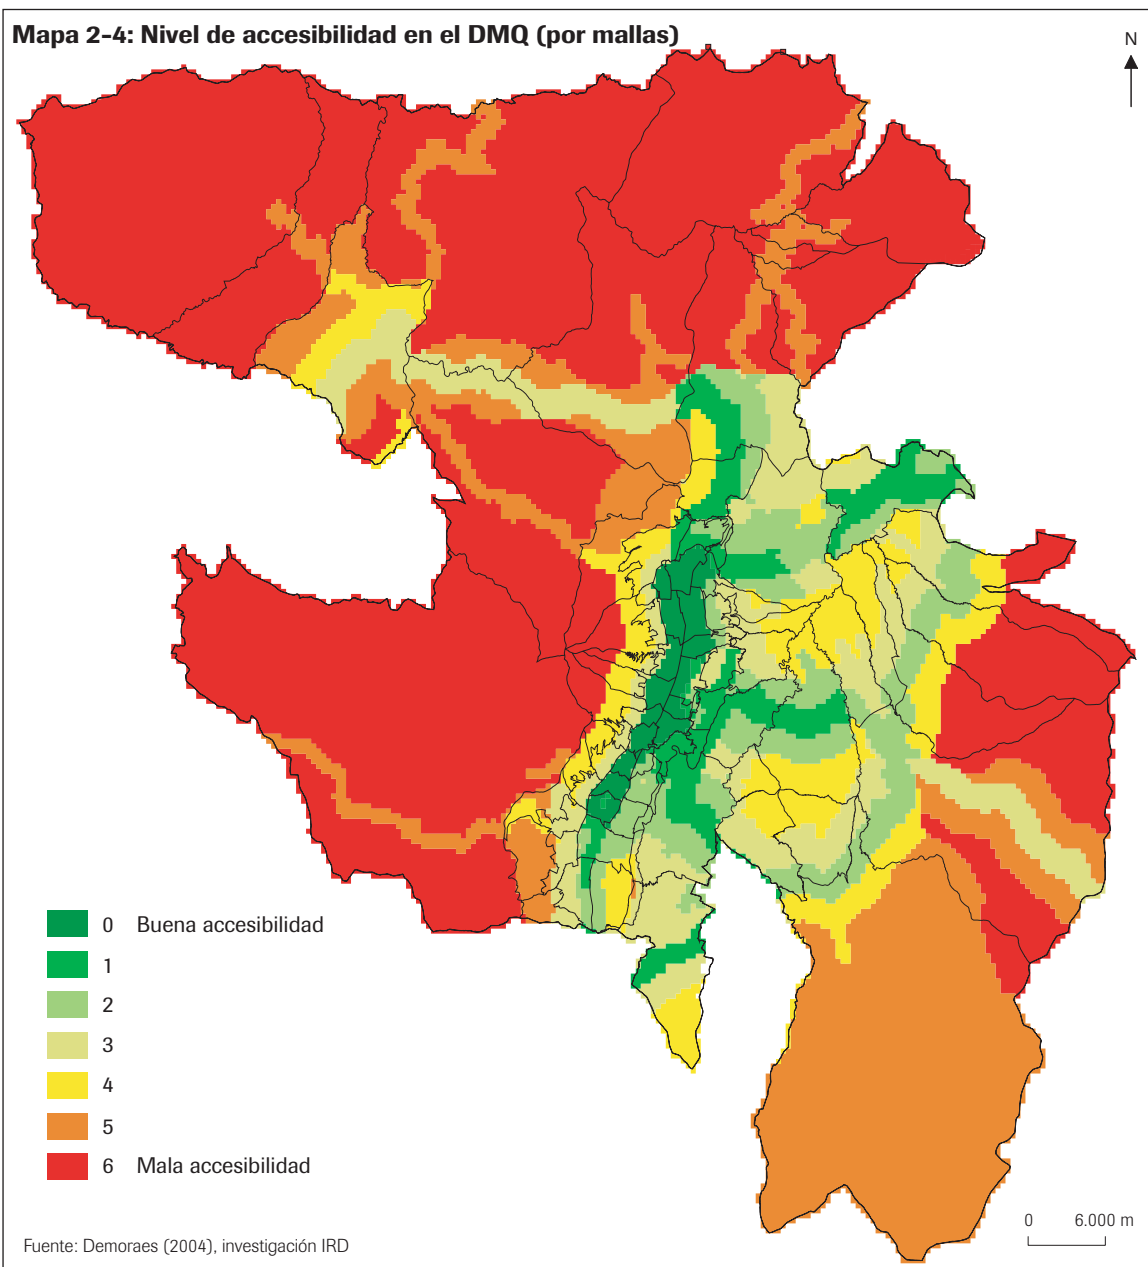 Mapa 2-4: Nivel de accesibilidad en el DMQ (por mallas)
N
0 Buena accesibilidad
1
2
3
4
5
6 Mala accesibilidad
0 6.000 m
Fuente: Demoraes (2004), investigación IRD